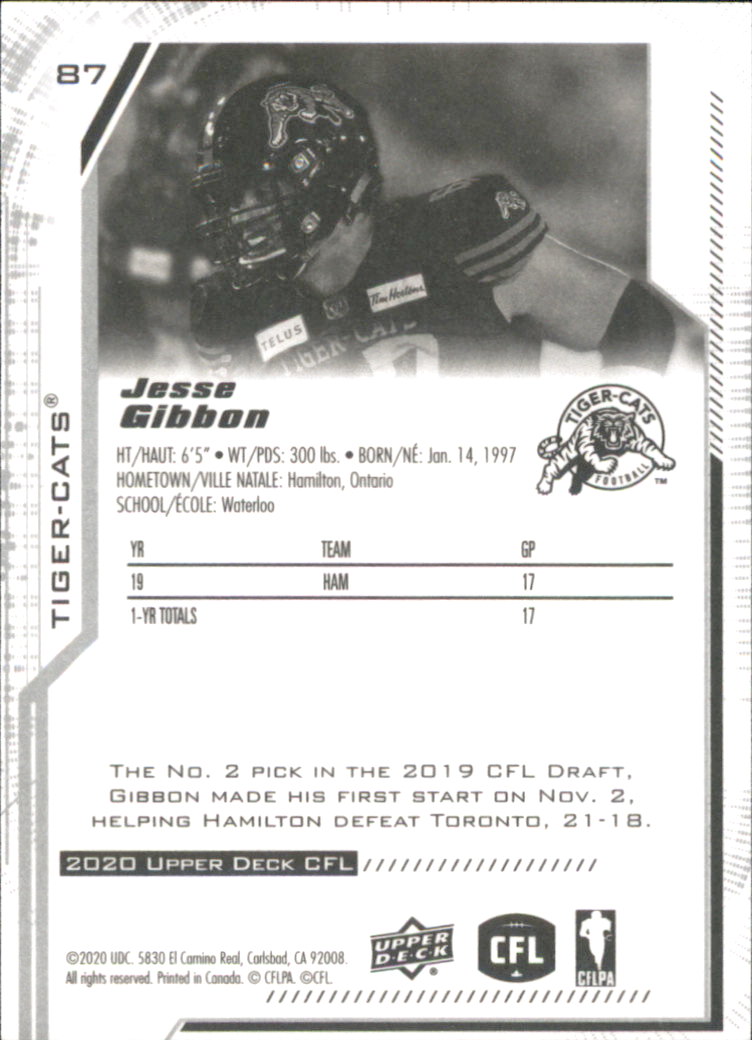 87
TELUS
Tim Hortons
TIGER-CATS
Jesse
Gibbon
TIGER-CATS
FOOTBALL
™
HT/HAUT: 6'5" • WT/PDS: 300 lbs. • BORN/NÉ: Jan. 14, 1997
HOMETOWN/VILLE NATALE: Hamilton, Ontario
SCHOOL/ÉCOLE: Waterloo
TIGER-CATS®
YR TEAM GP
19 HAM 17
1-YR TOTALS 17
The No. 2 pick in the 2019 CFL Draft,
Gibbon made his first start on Nov. 2,
helping Hamilton defeat Toronto, 21-18.
2020 Upper Deck CFL
©2020 UDC. 5830 El Camino Real, Carlsbad, CA 92008.
All rights reserved. Printed in Canada. © CFLPA. ©CFL.
UPPER
DECK
®
CFL
CFLPA